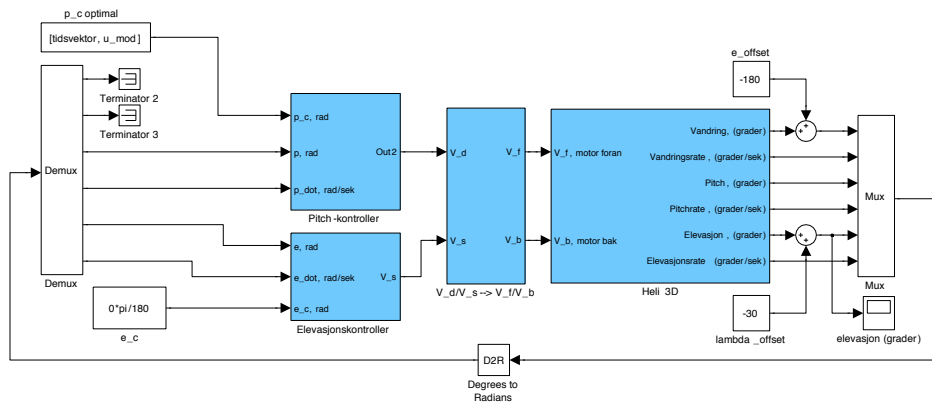 p_c optimal
[tidsvektor, u_mod ]
Terminator 2
Terminator 3
Demux
Demux
p_c, rad
p, rad
p_dot, rad/sek
Out2
Pitch -kontroller
e, rad
e_dot, rad/sek
e_c, rad
V_s
Elevasjonskontroller
0*pi/180
e_c
V_d
V_s
V_f
V_b
V_d/V_s --> V_f/V_b
V_f, motor foran
V_b, motor bak
Vandring, (grader)
Vandringsrate , (grader/sek)
Pitch , (grader)
Pitchrate , (grader/sek)
Elevasjon , (grader)
Elevasjonsrate (grader/sek)
Heli 3D
e_offset
-180
-30
lambda _offset
Mux
Mux
elevasjon (grader)
D2R
Degrees to
Radians